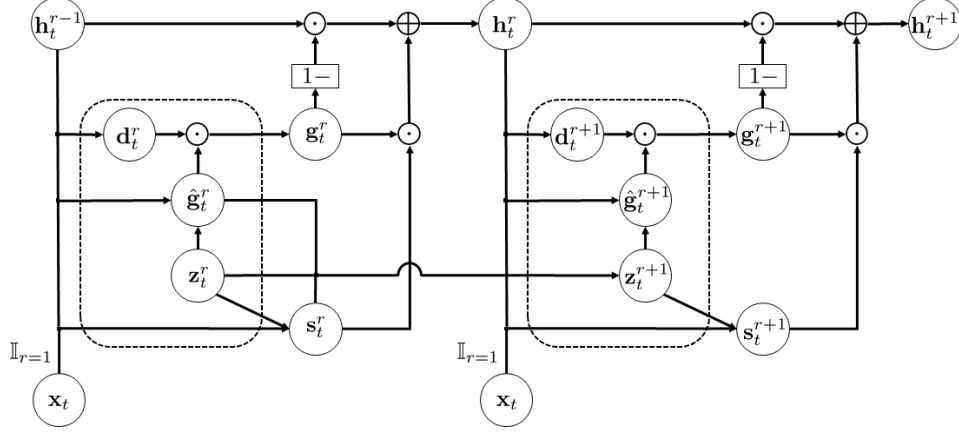 h_t^{r-1} ⊙ ⊕ h_t^r ⊙ ⊕ h_t^{r+1}
1− 1−
d_t^r ⊙ g_t^r ⊙ d_t^{r+1} ⊙ g_t^{r+1} ⊙
ĝ_t^r ĝ_t^{r+1}
z_t^r z_t^{r+1}
s_t^r s_t^{r+1}
𝕀_{r=1} 𝕀_{r=1}
x_t x_t